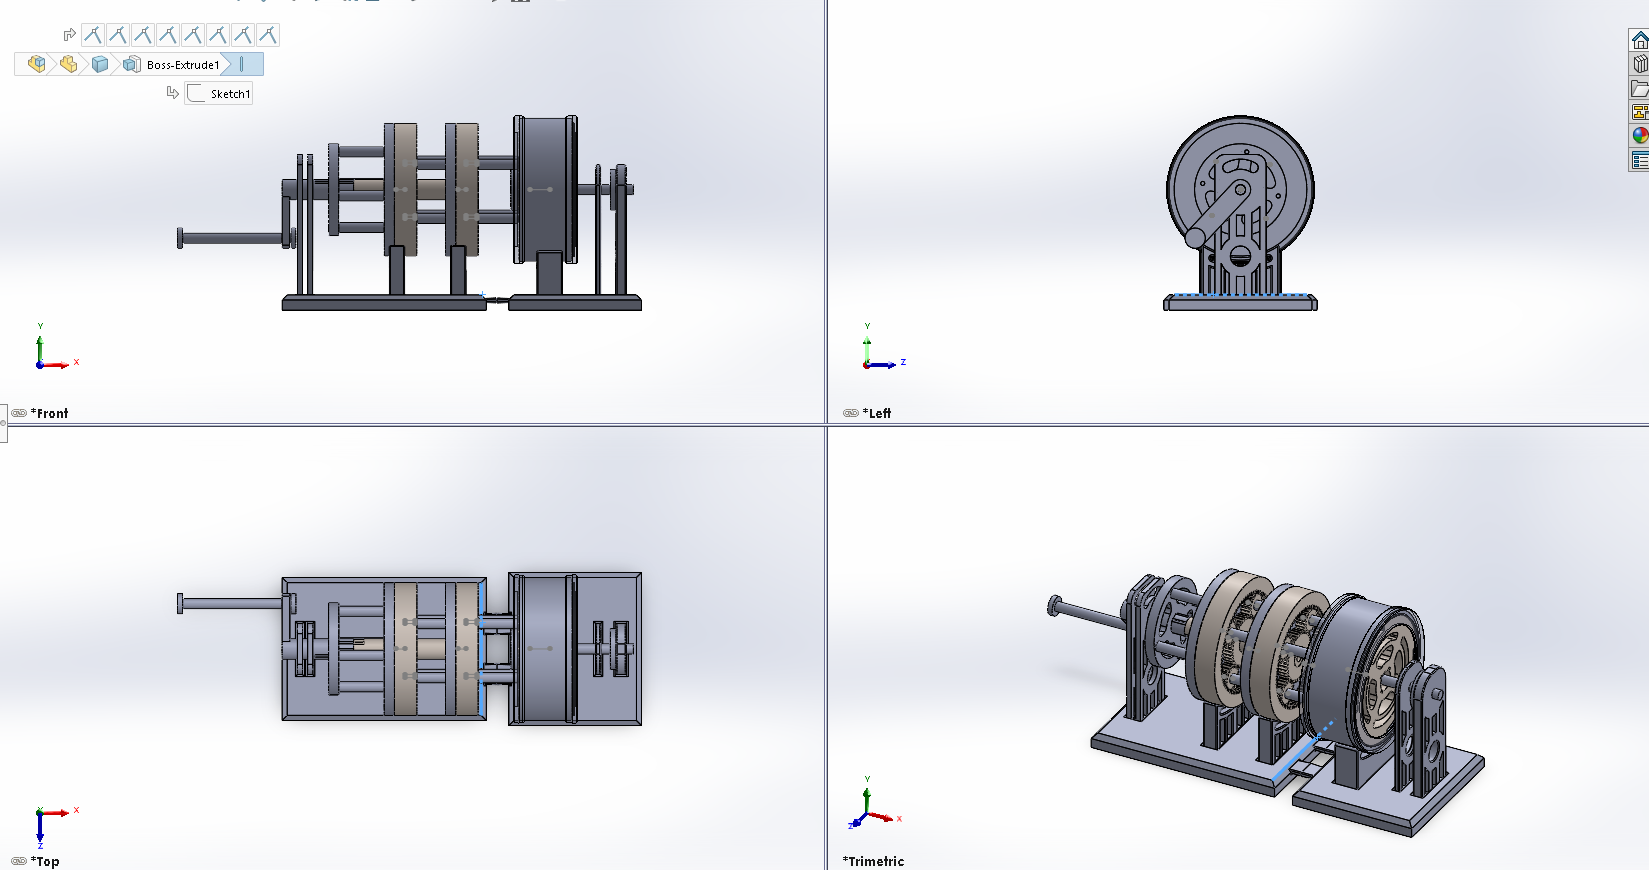 Boss-Extrude1
Sketch1
Y
X
*Front
Y
Z
*Left
Y
X
Z
*Top
Y
X
Z
*Trimetric